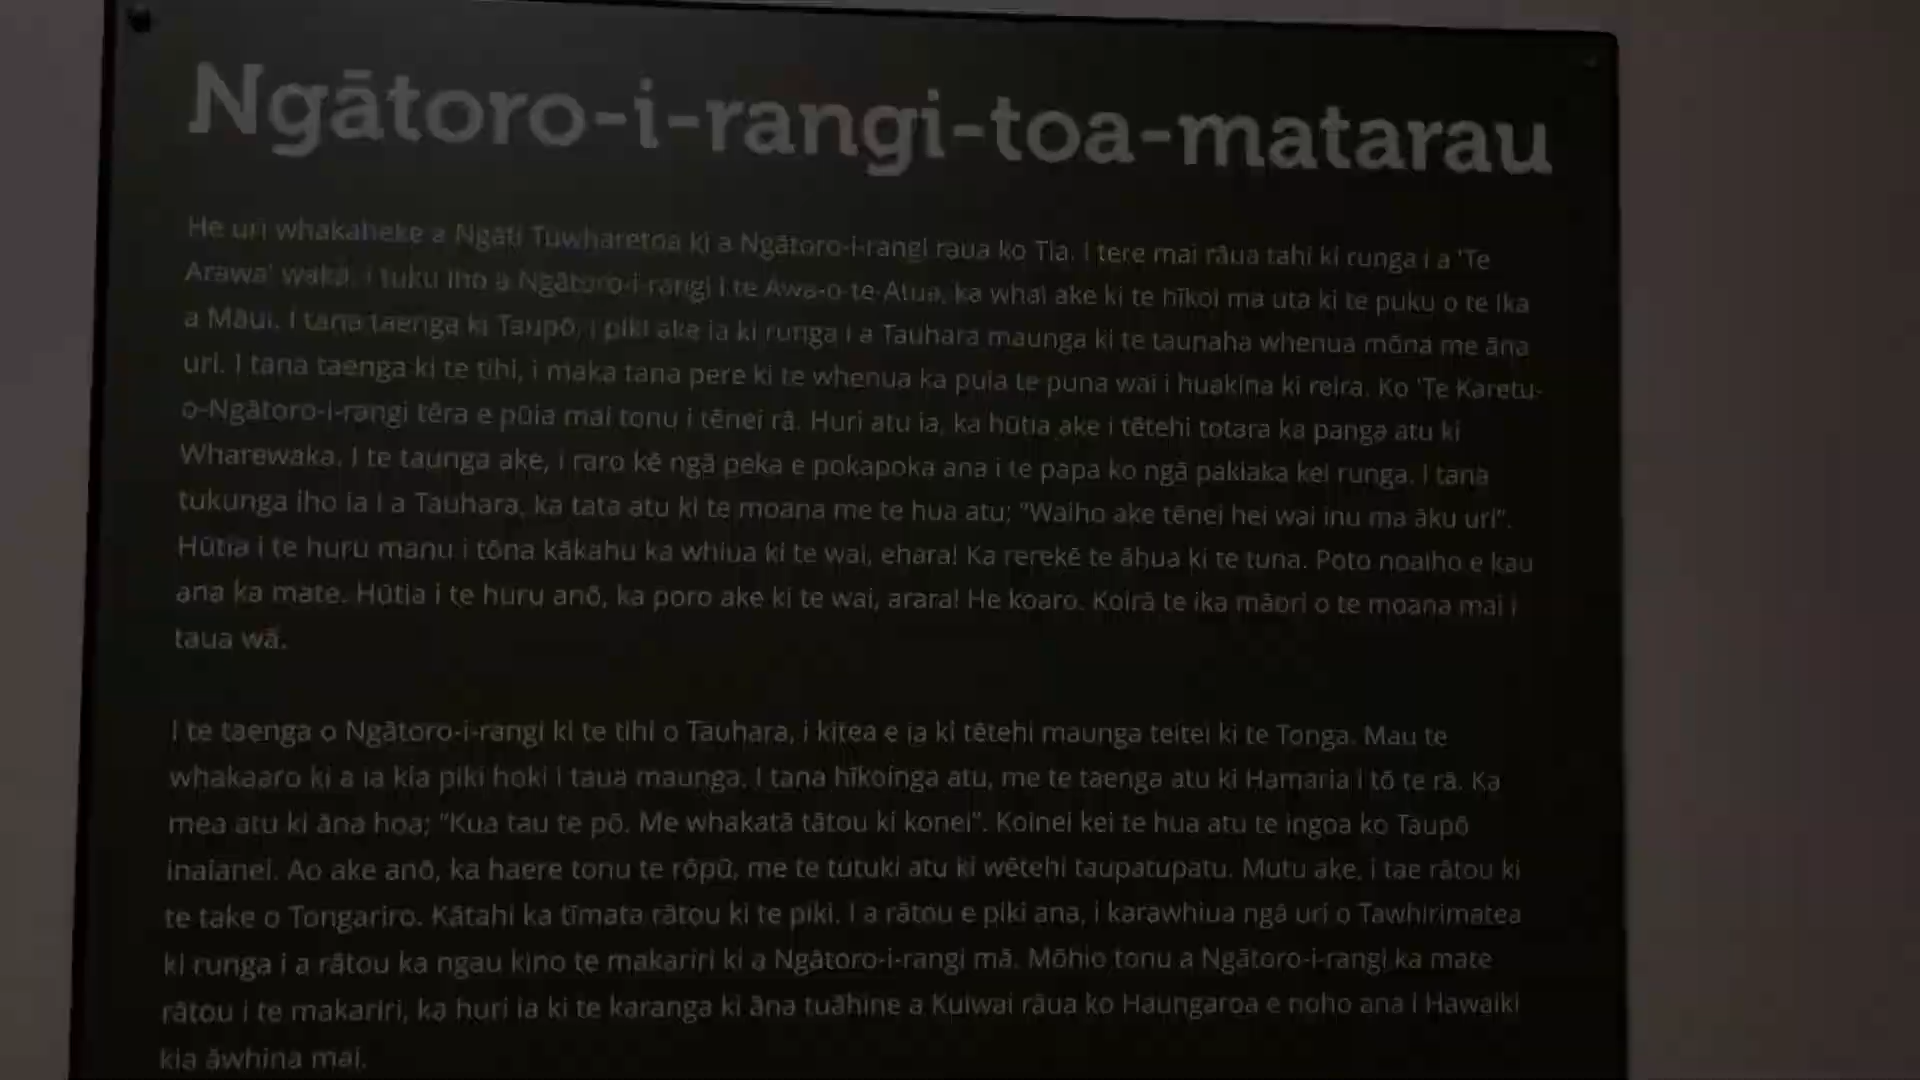 Ngātoro-i-rangi-toa-matarau
He uri whakaheke a Ngāti Tuwharetoa ki a Ngātoro-i-rangi raua ko Tia. I tere mai rāua tahi ki runga i a 'Te
Arawa' waka. I tuku iho a Ngātoro-i-rangi i te Awa-o-te-Atua, ka whai ake ki te hīkoi ma uta ki te puku o te Ika
a Māui. I tana taenga ki Taupō, i piki ake ia ki runga i a Tauhara maunga ki te taunaha whenua mōna me āna
uri. I tana taenga ki te tihi, i maka tana pere ki te whenua ka puia te puna wai i huakina ki reira. Ko 'Te Karetu-
o-Ngātoro-i-rangi tēra e pūia mai tonu i tēnei rā. Huri atu ia, ka hūtia ake i tētehi totara ka panga atu ki
Wharewaka. I te taunga ake, i raro kē ngā peka e pokapoka ana i te papa ko ngā pakiaka kei runga. I tana
tukunga iho ia i a Tauhara, ka tata atu ki te moana me te hua atu; "Waiho ake tēnei hei wai inu ma āku uri".
Hūtia i te huru manu i tōna kākahu ka whiua ki te wai, ehara! Ka rerekē te āhua ki te tuna. Poto noaiho e kau
ana ka mate. Hūtia i te huru anō, ka poro ake ki te wai, arara! He koaro. Koirā te ika māori o te moana mai i
taua wā.
I te taenga o Ngātoro-i-rangi ki te tihi o Tauhara, i kitea e ia ki tētehi maunga teitei ki te Tonga. Mau te
whakaaro ki a ia kia piki hoki i taua maunga. I tana hīkoinga atu, me te taenga atu ki Hamaria i tō te rā. Ka
mea atu ki āna hoa; "Kua tau te pō. Me whakatā tātou ki konei". Koinei kei te hua atu te ingoa ko Taupō
inaianei. Ao ake anō, ka haere tonu te rōpū, me te tutuki atu ki wētehi taupatupatu. Mutu ake, i tae rātou ki
te take o Tongariro. Kātahi ka tīmata rātou ki te piki. I a rātou e piki ana, i karawhiua ngā uri o Tawhirimatea
ki runga i a rātou ka ngau kino te makariri ki a Ngātoro-i-rangi mā. Mōhio tonu a Ngātoro-i-rangi ka mate
rātou i te makariri, ka huri ia ki te karanga ki āna tuāhine a Kuiwai rāua ko Haungaroa e noho ana i Hawaiki
kia āwhina mai.